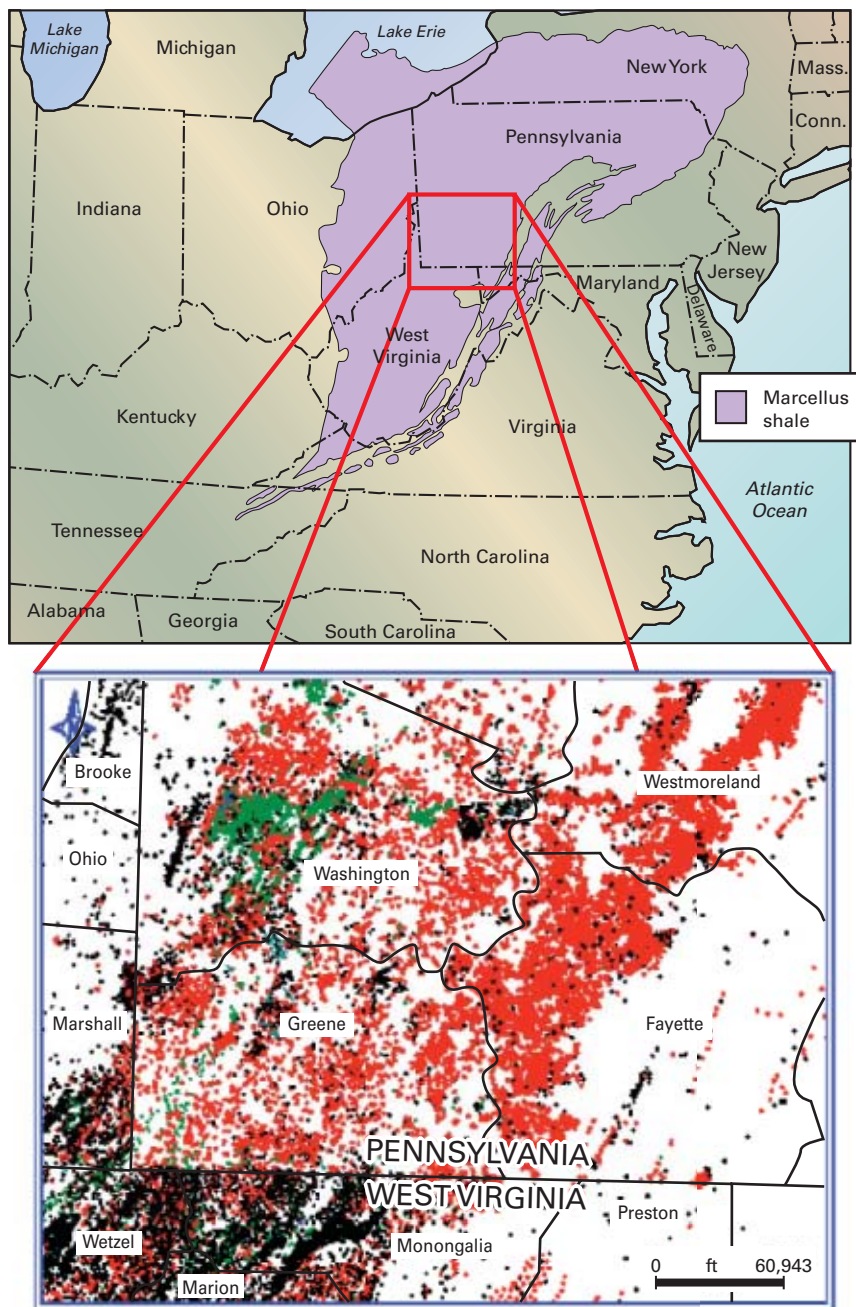 Lake
Michigan
Michigan
Lake Erie
New York
Mass.
Conn.
Pennsylvania
Indiana
Ohio
New
Jersey
Maryland
Delaware
West
Virginia
Kentucky
Virginia
Marcellus
shale
Atlantic
Ocean
Tennessee
North Carolina
Alabama
Georgia
South Carolina
Brooke
Westmoreland
Ohio
Washington
Marshall
Greene
Fayette
PENNSYLVANIA
WEST VIRGINIA
Preston
Wetzel
Monongalia
Marion
0 ft 60,943